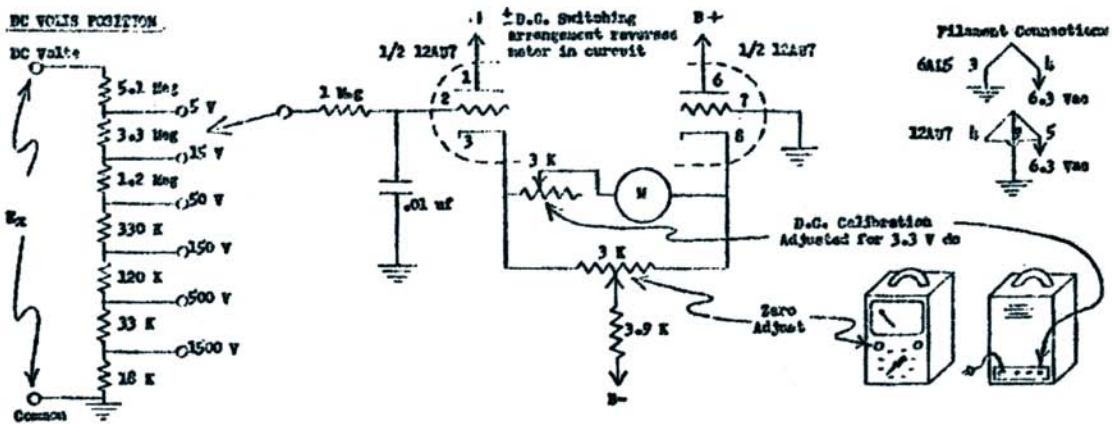 DC VOLTS POSITION
DC Volts
5.1 Meg
5 V
3.3 Meg
15 V
1.2 Meg
50 V
330 K
150 V
120 K
500 V
33 K
1500 V
18 K
Common
Ex
1 Meg
.01 uf
1/2 12AU7
1
2
3
± D.C. Switching
arrangement reverses
meter in curcuit
B+
1/2 12AU7
6
7
8
3 K
M
3 K
3.9 K
B-
D.C. Calibration
Adjusted for 3.3 V dc
Zero
Adjust
Filament Connections
6AL5 3 4
6.3 Vac
12AU7 4 9 5
6.3 Vac